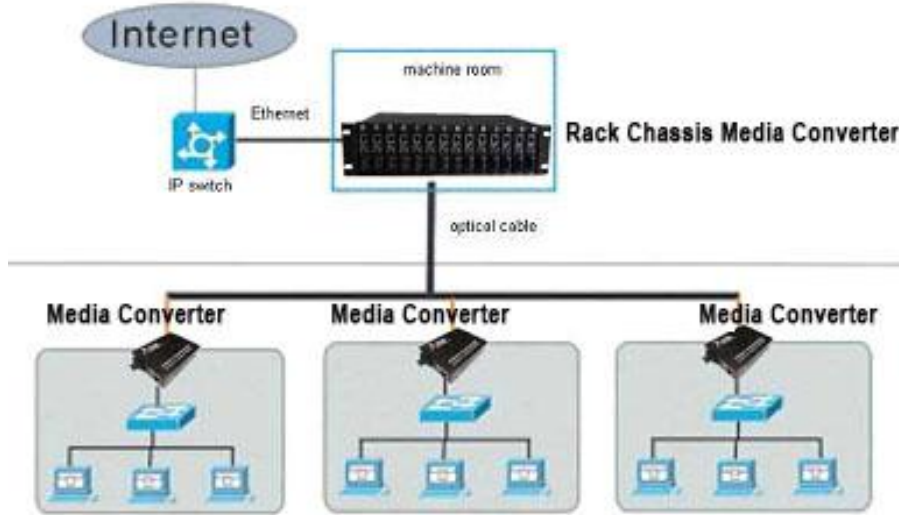 Internet
machine room
Ethernet
Rack Chassis Media Converter
IP switch
optical cable
Media Converter
Media Converter
Media Converter